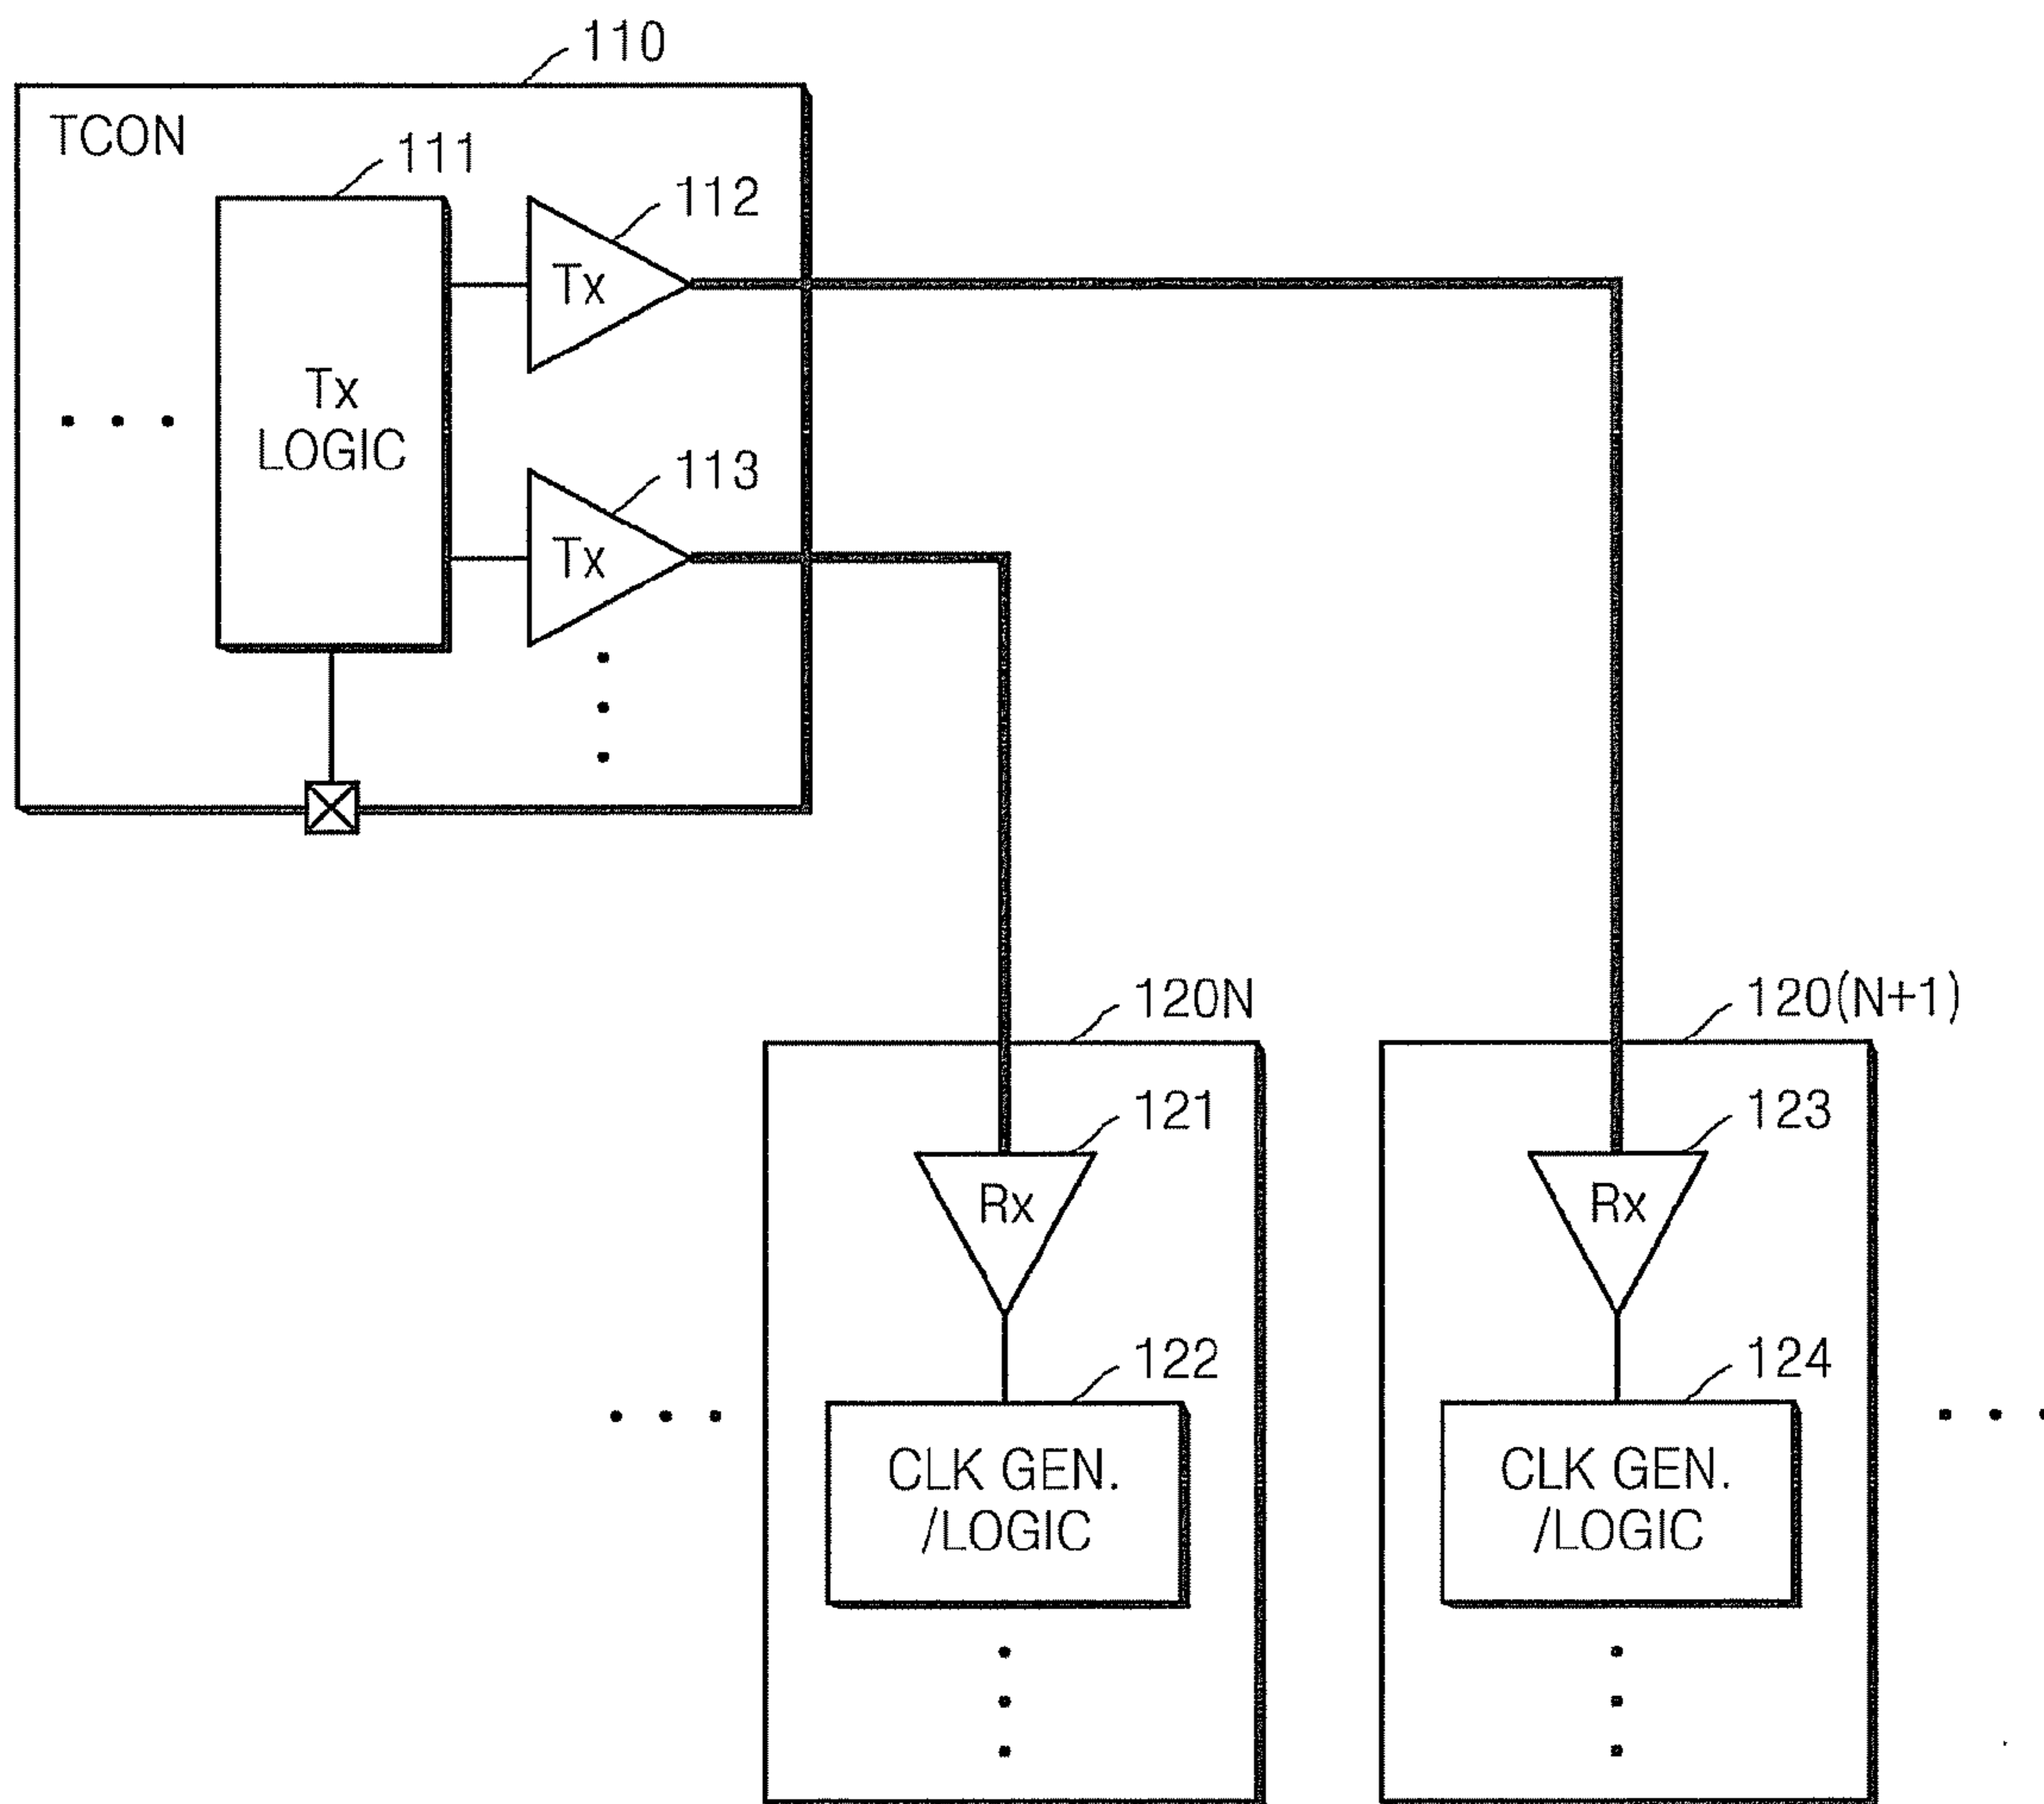 110
TCON
111
112
Tx
Tx
LOGIC
113
Tx
120N
120(N+1)
121
123
Rx
Rx
122
124
CLK GEN.
/LOGIC
CLK GEN.
/LOGIC